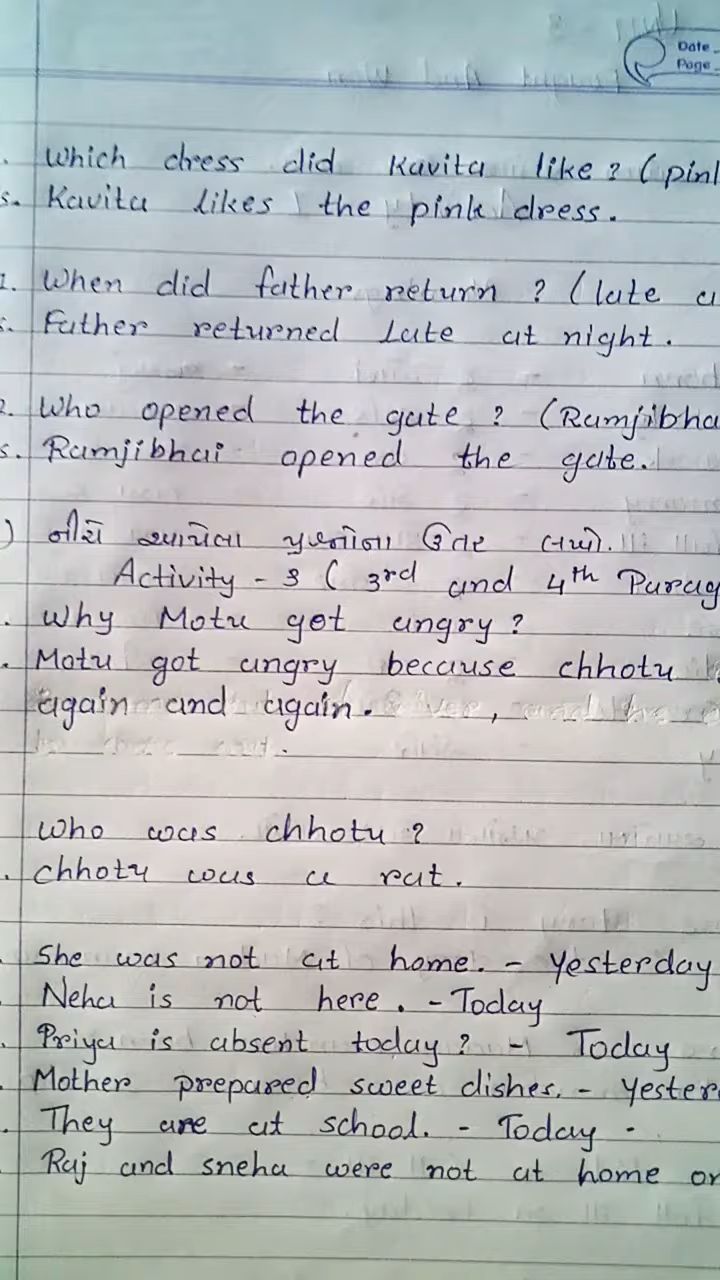 Date
Page
. Which dress did Kavita like ? (pin
s. Kavita likes the pink dress.
1. When did father return ? (late a
s. Father returned late at night.
2. Who opened the gate ? (Ramjibha
s. Ramjibhai opened the gate.
) નીચે આપેલા પ્રશ્નોના ઉત્તર લખો.
Activity - 3 ( 3rd and 4th Parag
. Why Motu got angry ?
. Motu got angry because chhotu
again and again.
Who was chhotu ?
. chhotu was a rat.
She was not at home. - Yesterday
Neha is not here. - Today
. Priya is absent today ? - Today
. Mother prepared sweet dishes. - Yester
. They are at school. - Today -
Raj and sneha were not at home